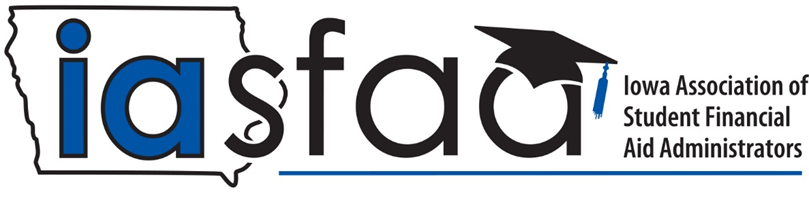 iasfaa
Iowa Association of
Student Financial
Aid Administrators